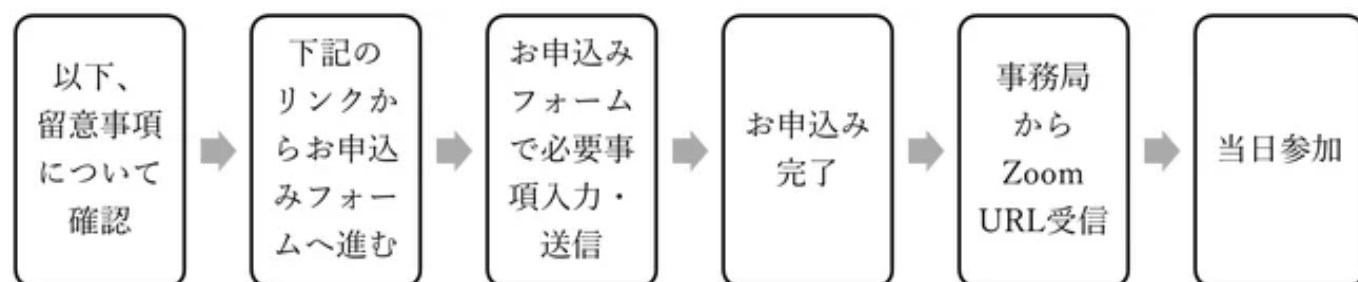 以下、
留意事項
について
確認
下記の
リンクか
らお申込
みフォー
ムへ進む
お申込み
フォーム
で必要事
項入力・
送信
お申込み
完了
事務局
から
Zoom
URL受信
当日参加